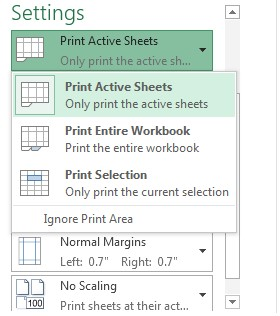 Settings
Print Active Sheets
Only print the active sh...
Print Active Sheets
Only print the active sheets
Print Entire Workbook
Print the entire workbook
Print Selection
Only print the current selection
Ignore Print Area
Normal Margins
Left: 0.7" Right: 0.7"
No Scaling
100
Print sheets at their act...